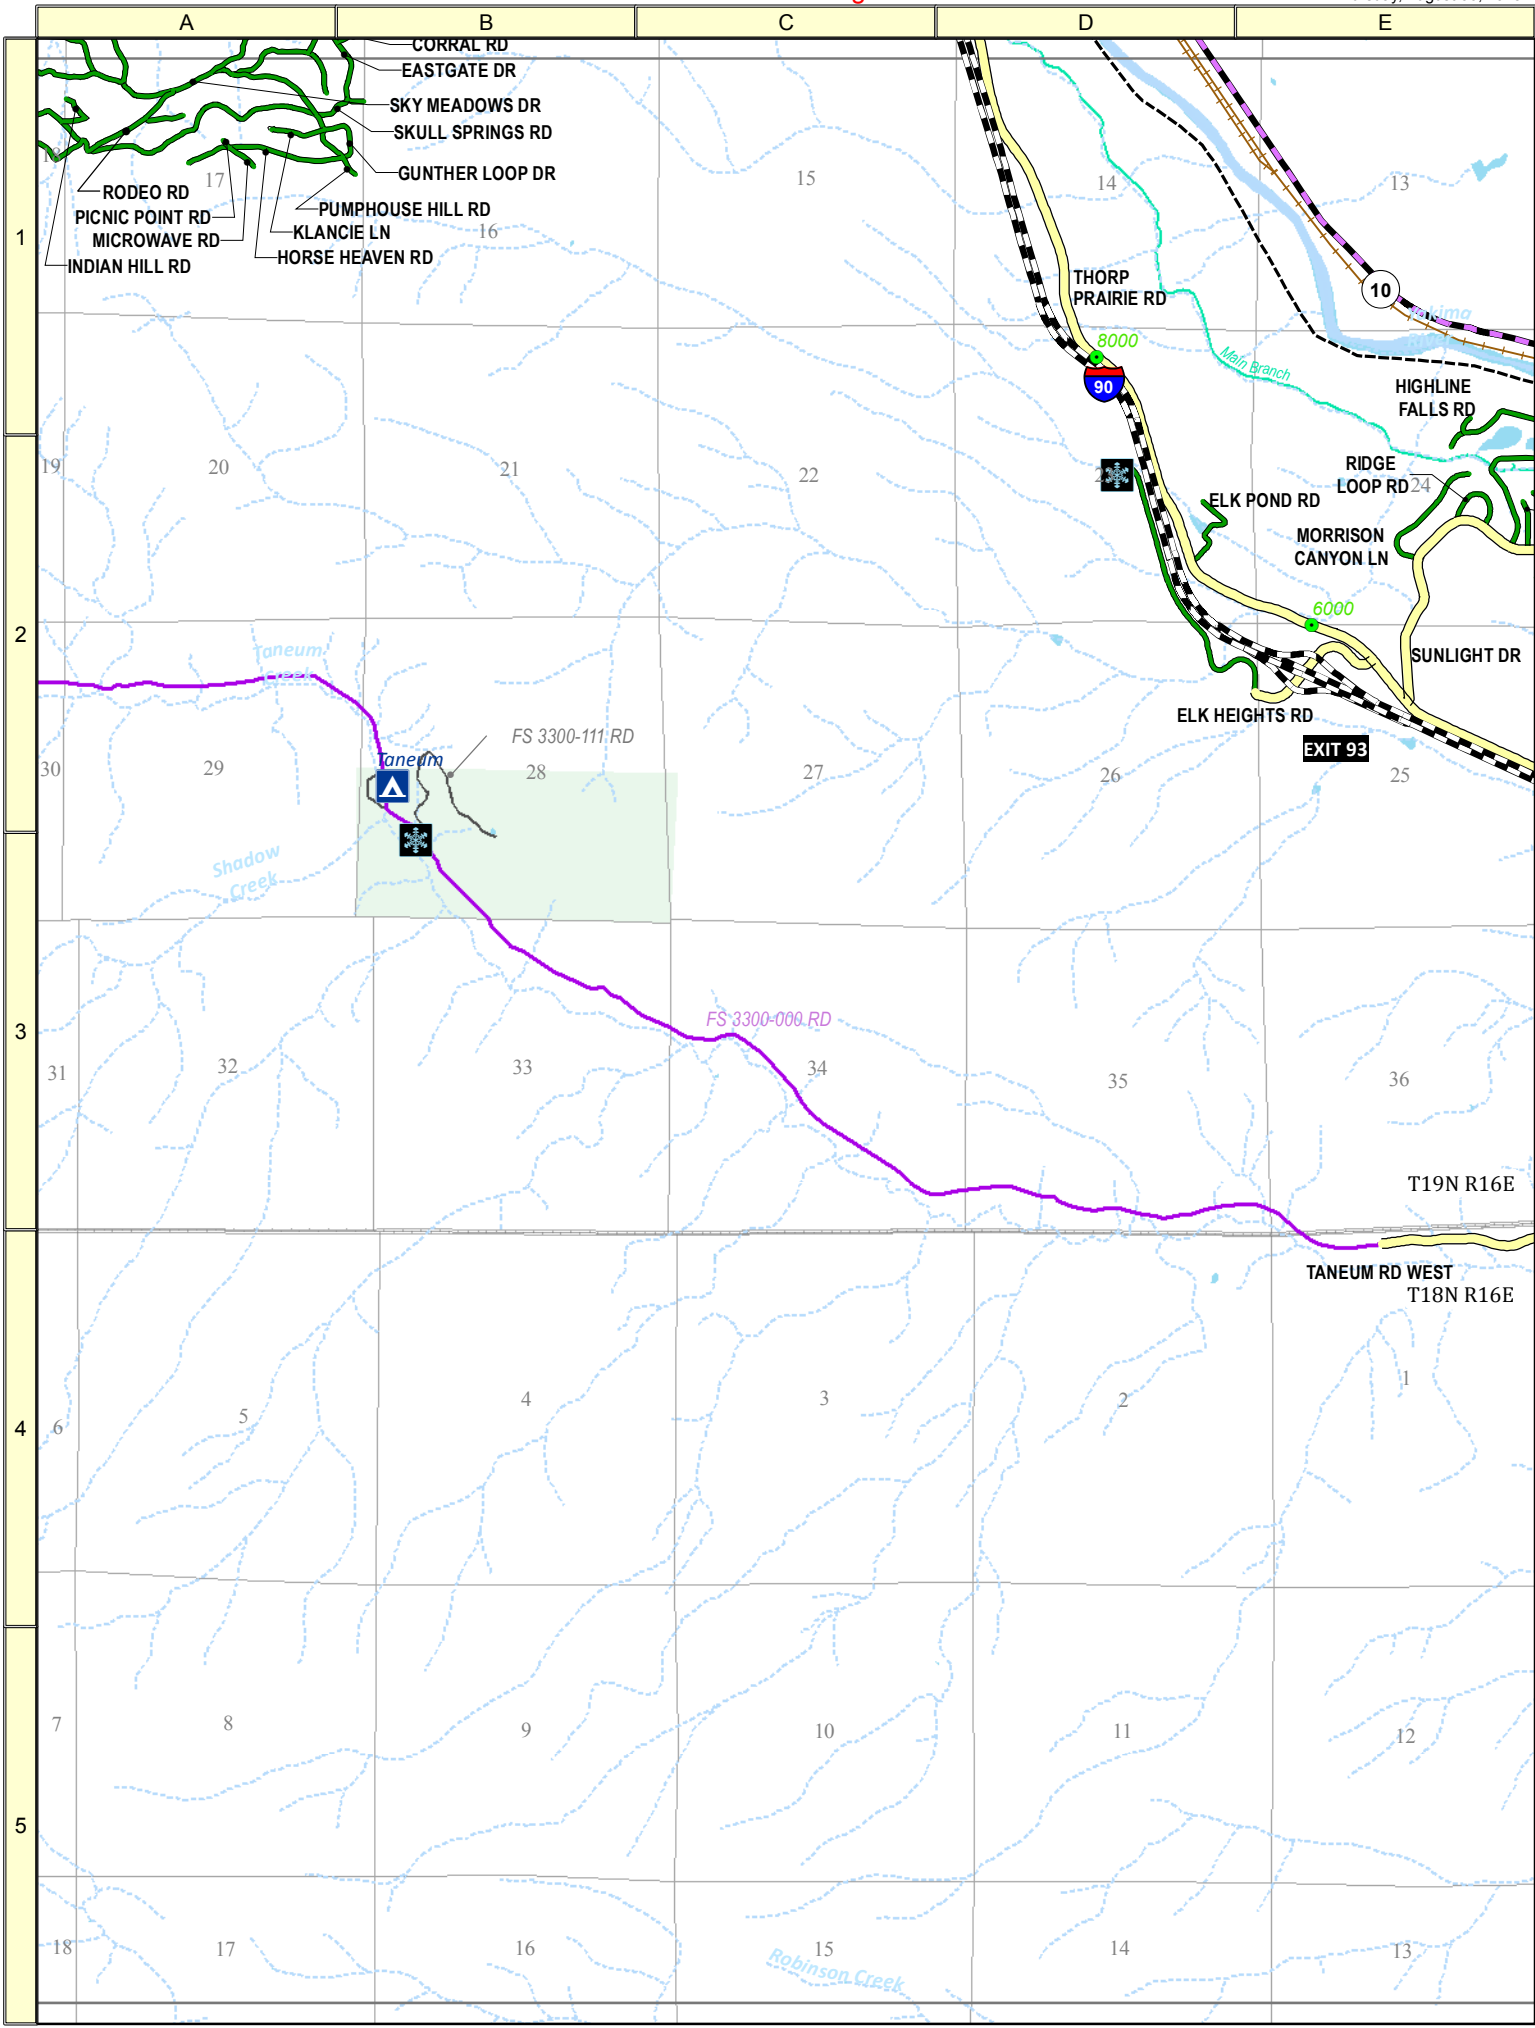 A
B
C
D
E
1
2
3
4
5
CORRAL RD
EASTGATE DR
SKY MEADOWS DR
SKULL SPRINGS RD
GUNTHER LOOP DR
RODEO RD
PICNIC POINT RD
MICROWAVE RD
INDIAN HILL RD
PUMPHOUSE HILL RD
KLANCIE LN
HORSE HEAVEN RD
18
17
16
15
14
13
THORP
PRAIRIE RD
8000
90
10
Yakima
River
Main Branch
HIGHLINE
FALLS RD
RIDGE
LOOP RD
24
MORRISON
CANYON LN
ELK POND RD
19
20
21
22
6000
SUNLIGHT DR
ELK HEIGHTS RD
EXIT 93
Taneum
Creek
FS 3300-111 RD
Taneum
30
29
28
27
26
25
Shadow
Creek
FS 3300-000 RD
31
32
33
34
35
36
T19N R16E
TANEUM RD WEST
T18N R16E
6
5
4
3
2
1
7
8
9
10
11
12
18
17
16
15
14
13
Robinson Creek